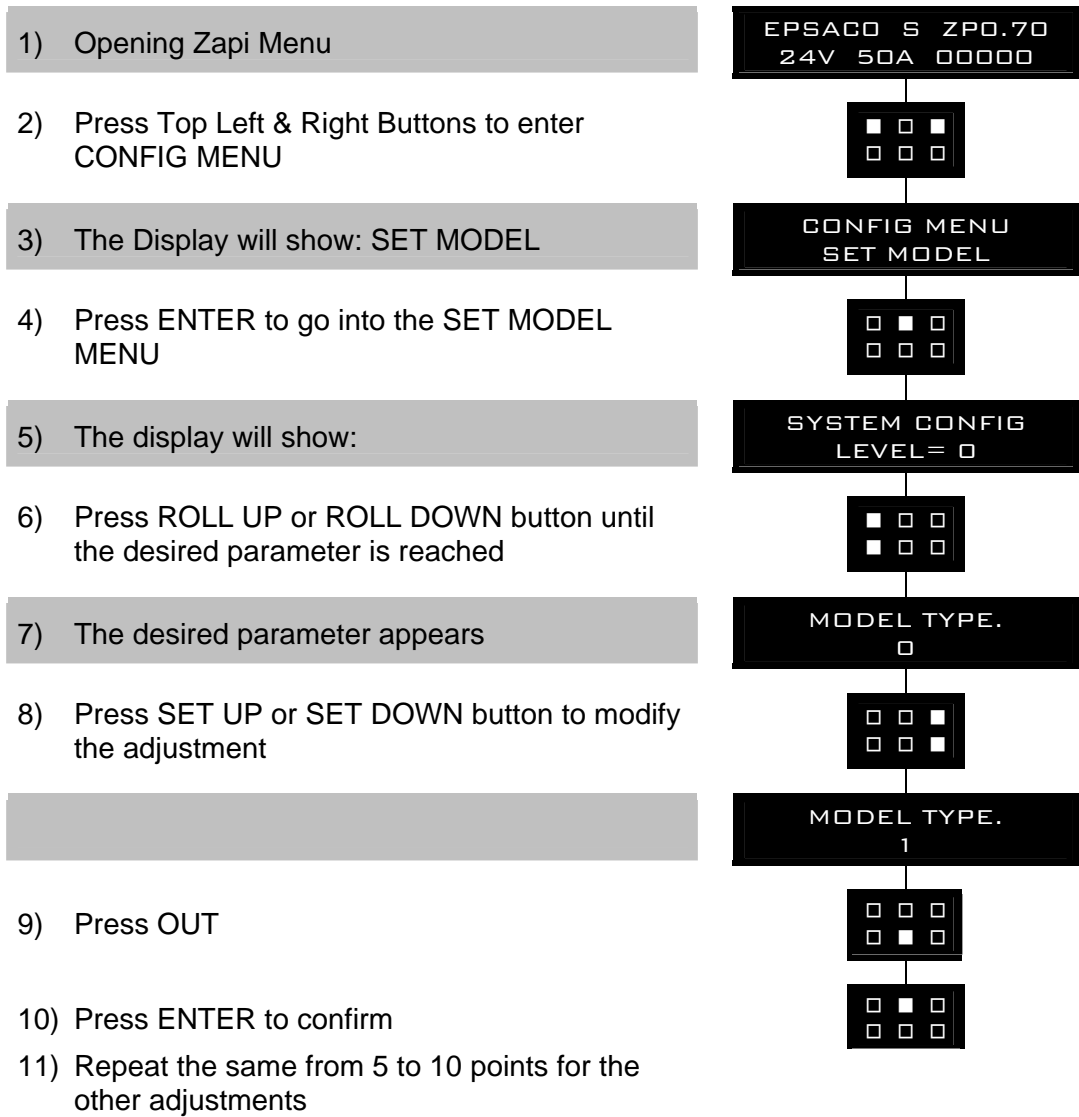 1) Opening Zapi Menu
EPSACO S ZP0.70
24V 50A 00000
2) Press Top Left & Right Buttons to enter
CONFIG MENU
3) The Display will show: SET MODEL
CONFIG MENU
SET MODEL
4) Press ENTER to go into the SET MODEL
MENU
5) The display will show:
SYSTEM CONFIG
LEVEL= 0
6) Press ROLL UP or ROLL DOWN button until
the desired parameter is reached
7) The desired parameter appears
MODEL TYPE.
0
8) Press SET UP or SET DOWN button to modify
the adjustment
MODEL TYPE.
1
9) Press OUT
10) Press ENTER to confirm
11) Repeat the same from 5 to 10 points for the
other adjustments